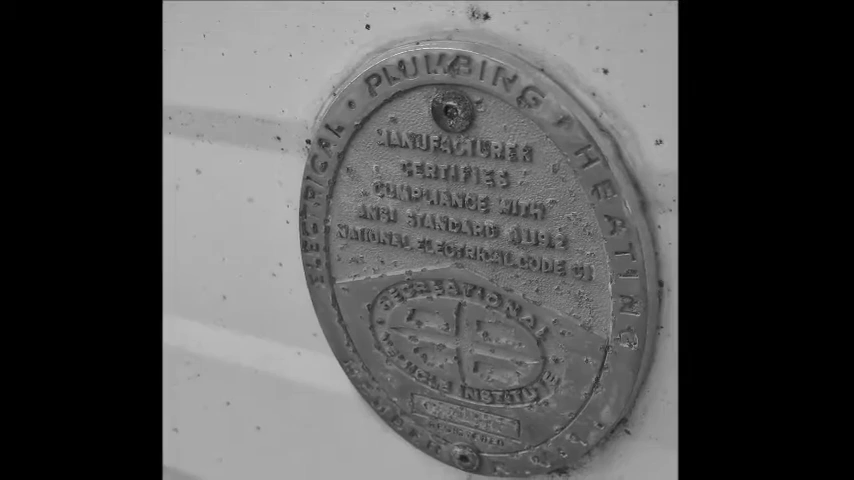 ELECTRICAL • PLUMBING • HEATING
MANUFACTURER
CERTIFIES
COMPLIANCE WITH
ANSI STANDARD A119.2
NATIONAL ELECTRICAL CODE C1
RECREATIONAL
VEHICLE INSTITUTE